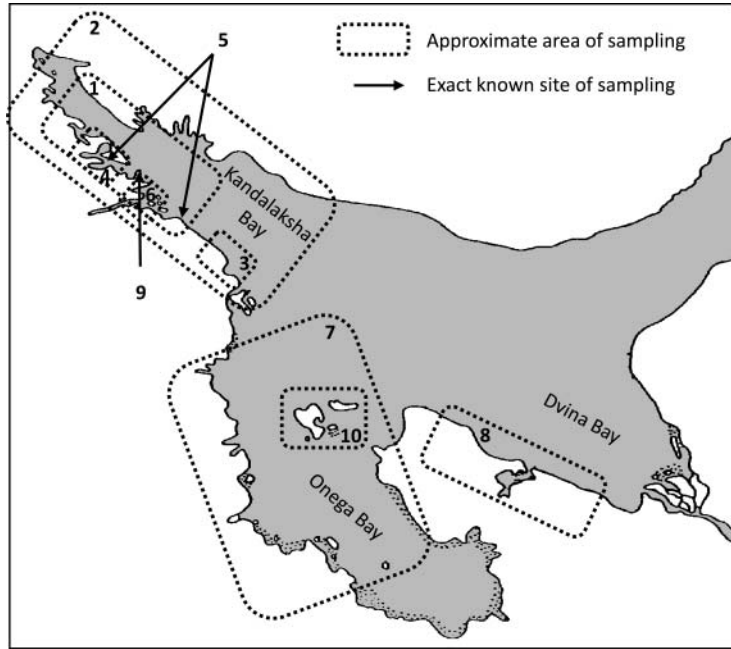 2
5
Approximate area of sampling
1
Exact known site of sampling
4
6
Kandalaksha
Bay
3
9
7
10
8
Dvina Bay
Onega Bay